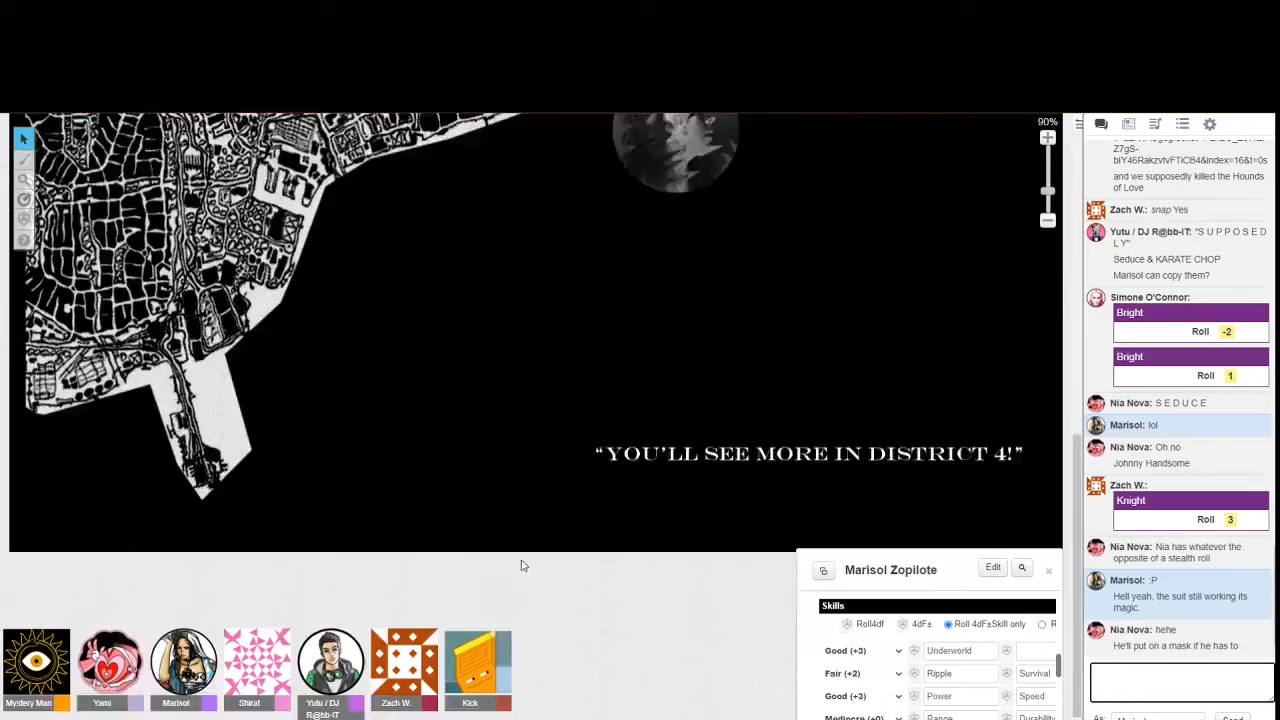 90%
Z7gS-
bIY46RakzvtvFTiCB4&index=16&t=0s
and we supposedly killed the Hounds
of Love
Zach W.: snap Yes
Yutu / DJ R@bb-IT: "S U P P O S E D
L Y"
Seduce & KARATE CHOP
Marisol can copy them?
Simone O'Connor:
Bright
Roll -2
Bright
Roll 1
Nia Nova: S E D U C E
Marisol: lol
Nia Nova: Oh no
Johnny Handsome
Zach W.:
Knight
Roll 3
Nia Nova: Nia has whatever the
opposite of a stealth roll
Marisol: :P
Hell yeah, the suit still working its
magic.
Nia Nova: hehe
He'll put on a mask if he has to
“YOU'LL SEE MORE IN DISTRICT 4!”
Marisol Zopilote
Edit
Skills
Roll4df
4dF±
Roll 4dF±Skill only
R
Good (+3) Underworld
Fair (+2) Ripple Survival
Good (+3) Power Speed
Mediocre (+0) Range Durability
Mystery Man
Yami
Marisol
Shirat
Yutu / DJ
R@bb-IT
Zach W.
Kick
As:
Send